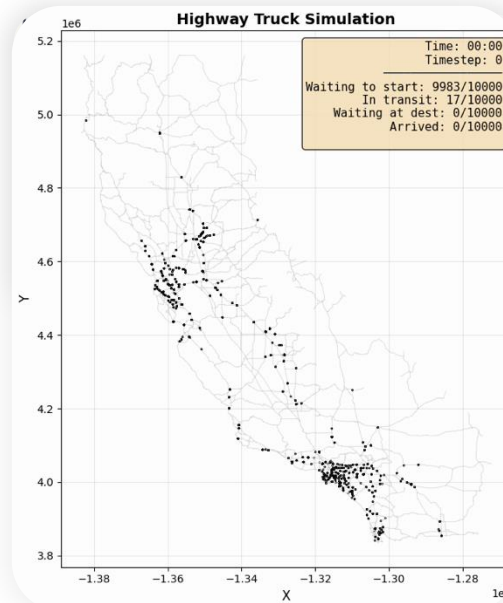 Highway Truck Simulation
1e6
Time: 00:00
Timestep: 0
Waiting to start: 9983/10000
In transit: 17/10000
Waiting at dest: 0/10000
Arrived: 0/10000
5.2
5.0
4.8
4.6
4.4
4.2
4.0
3.8
Y
−1.38
−1.36
−1.34
−1.32
−1.30
−1.28
X